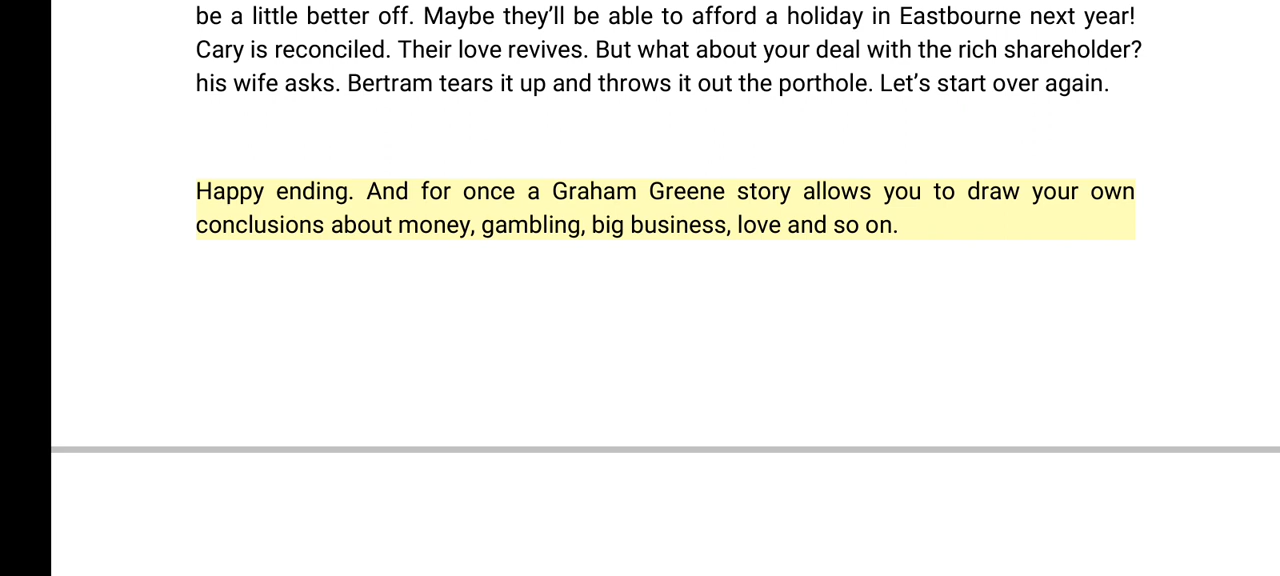 be a little better off. Maybe they’ll be able to afford a holiday in Eastbourne next year!
Cary is reconciled. Their love revives. But what about your deal with the rich shareholder?
his wife asks. Bertram tears it up and throws it out the porthole. Let’s start over again.
Happy ending. And for once a Graham Greene story allows you to draw your own
conclusions about money, gambling, big business, love and so on.